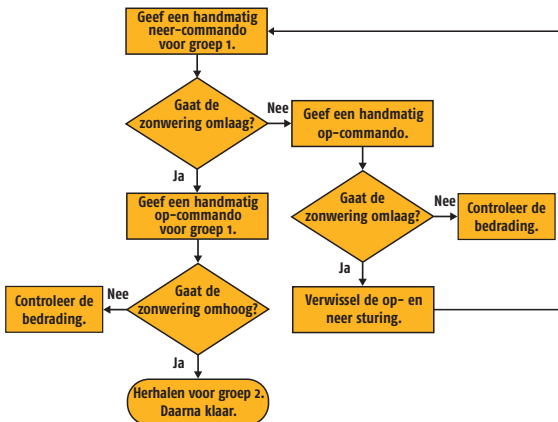 Geef een handmatig
neer-commando
voor groep 1.
Gaat de
zonwering omlaag?
Nee
Geef een handmatig
op-commando.
Ja
Geef een handmatig
op-commando
voor groep 1.
Gaat de
zonwering omlaag?
Nee
Controleer de
bedrading.
Ja
Verwissel de op- en
neer sturing.
Gaat de
zonwering omhoog?
Nee
Controleer de
bedrading.
Ja
Herhalen voor groep 2.
Daarna klaar.